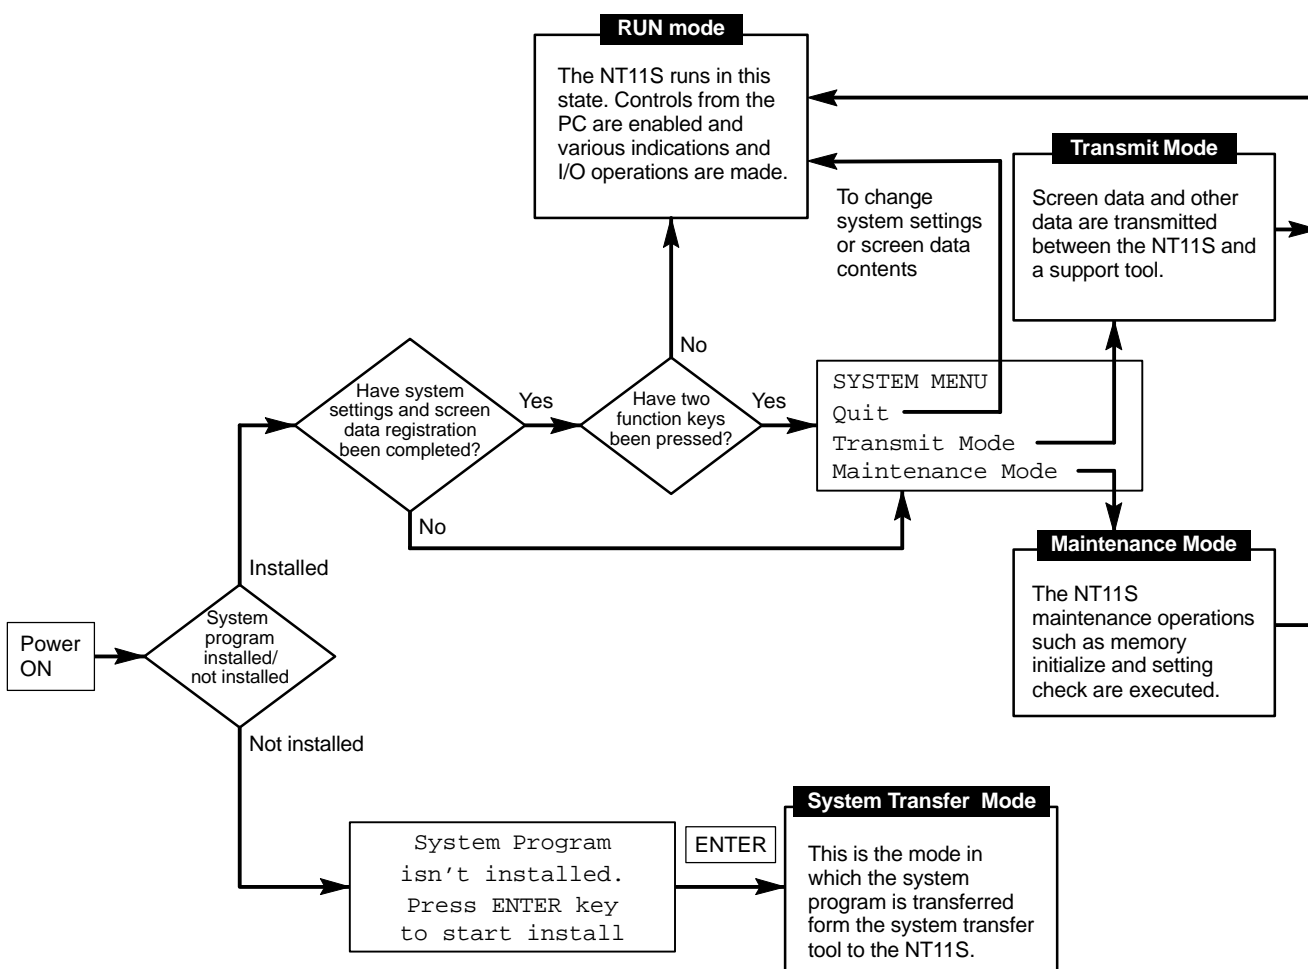 RUN mode
The NT11S runs in this
state. Controls from the
PC are enabled and
various indications and
I/O operations are made.
Transmit Mode
Screen data and other
data are transmitted
between the NT11S and
a support tool.
To change
system settings
or screen data
contents
No
Have system
settings and screen
data registration
been completed?
Yes
Have two
function keys
been pressed?
Yes
SYSTEM MENU
Quit
Transmit Mode
Maintenance Mode
No
Maintenance Mode
The NT11S
maintenance operations
such as memory
initialize and setting
check are executed.
Installed
Power
ON
System
program
installed/
not installed
Not installed
System Program
isn't installed.
Press ENTER key
to start install
ENTER
System Transfer Mode
This is the mode in
which the system
program is transferred
form the system transfer
tool to the NT11S.